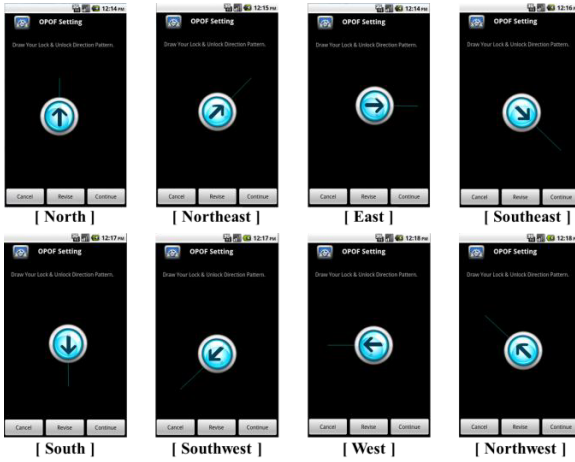 12:14 PM
OPOF Setting
Draw Your Lock & Unlock Direction Pattern.
Cancel Revise Continue
[ North ]
12:15 PM
OPOF Setting
Draw Your Lock & Unlock Direction Pattern.
Cancel Revise Continue
[ Northeast ]
12:14 PM
OPOF Setting
Draw Your Lock & Unlock Direction Pattern.
Cancel Revise Continue
[ East ]
12:16
OPOF Setting
Draw Your Lock & Unlock Direction Pattern.
Cancel Revise Continue
[ Southeast ]
12:17 PM
OPOF Setting
Draw Your Lock & Unlock Direction Pattern.
Cancel Revise Continue
[ South ]
12:17 PM
OPOF Setting
Draw Your Lock & Unlock Direction Pattern.
Cancel Revise Continue
[ Southwest ]
12:18 PM
OPOF Setting
Draw Your Lock & Unlock Direction Pattern.
Cancel Revise Continue
[ West ]
12:18
OPOF Setting
Draw Your Lock & Unlock Direction Pattern.
Cancel Revise Continue
[ Northwest ]